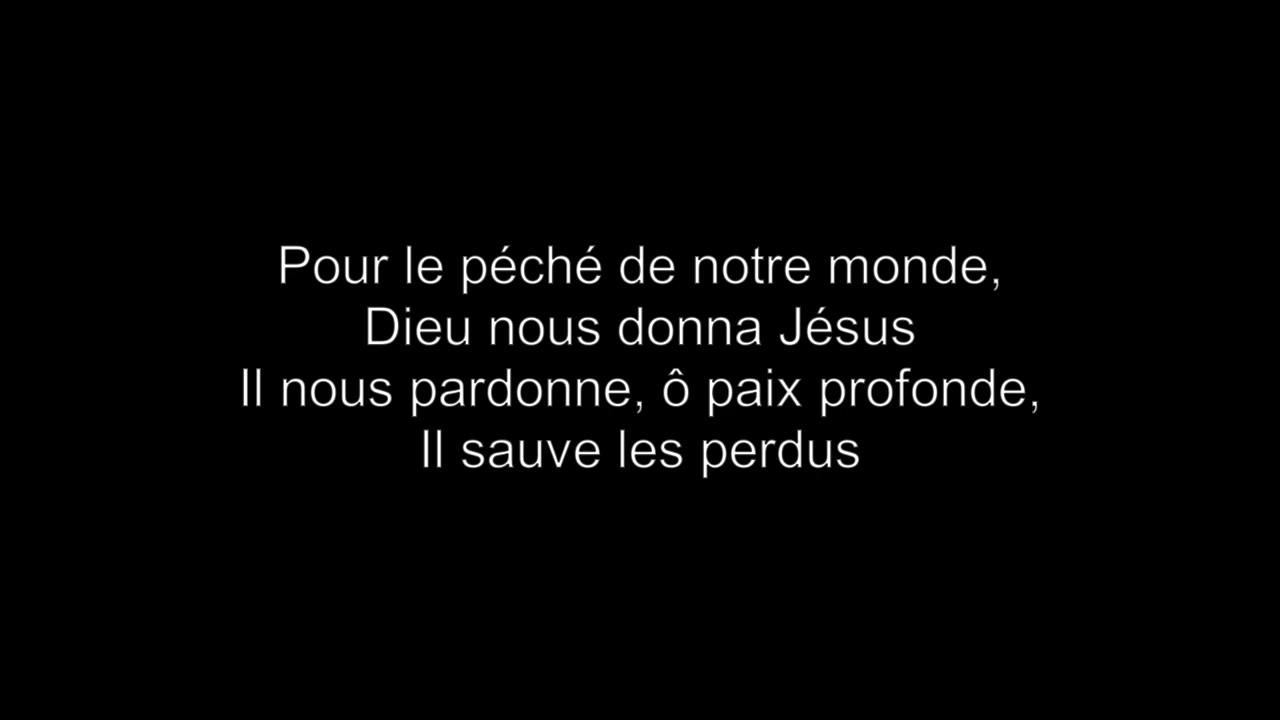 Pour le péché de notre monde,
Dieu nous donna Jésus
Il nous pardonne, ô paix profonde,
Il sauve les perdus